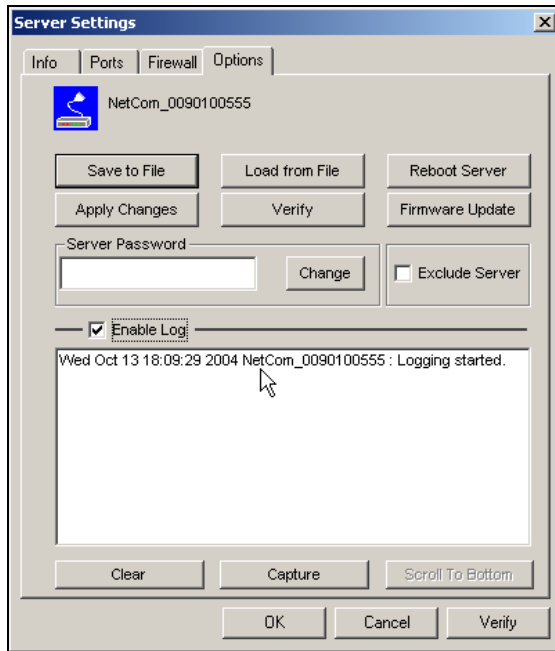 Server Settings
Info Ports Firewall Options
NetCom_0090100555
Save to File Load from File Reboot Server
Apply Changes Verify Firmware Update
Server Password
Change Exclude Server
Enable Log
Wed Oct 13 18:09:29 2004 NetCom_0090100555 : Logging started.
Clear Capture Scroll To Bottom
OK Cancel Verify